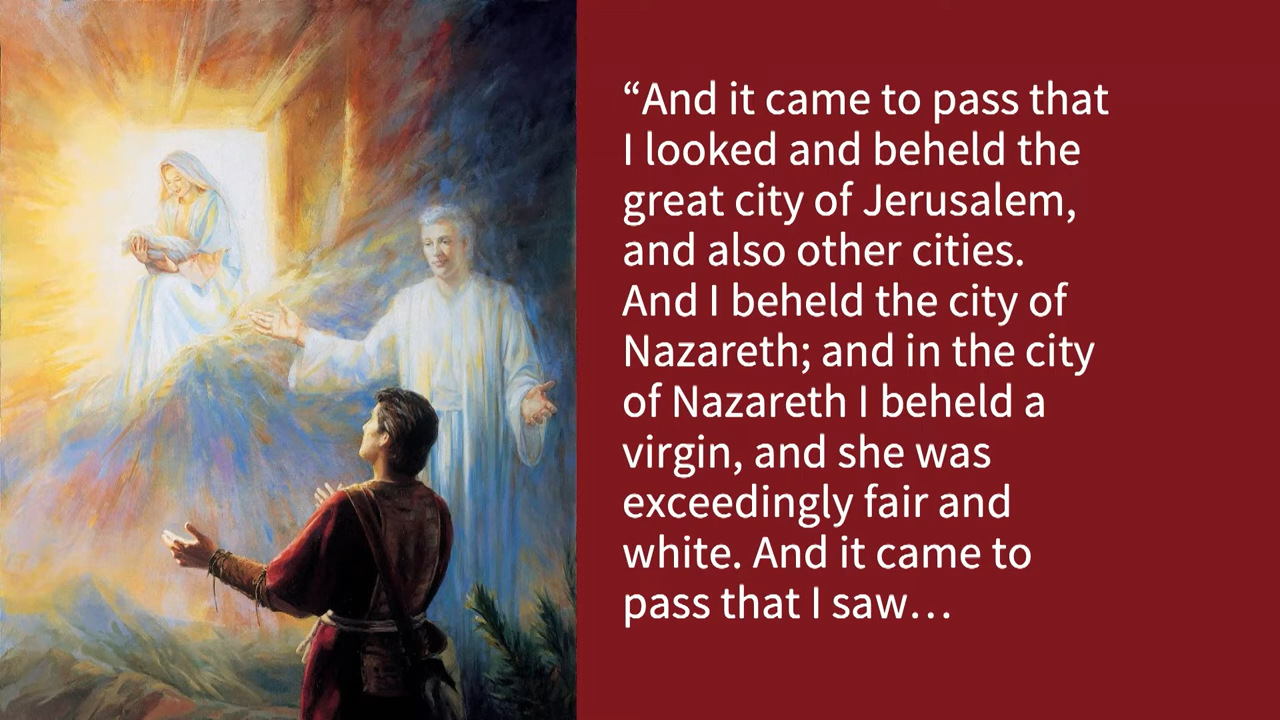 “And it came to pass that
I looked and beheld the
great city of Jerusalem,
and also other cities.
And I beheld the city of
Nazareth; and in the city
of Nazareth I beheld a
virgin, and she was
exceedingly fair and
white. And it came to
pass that I saw…